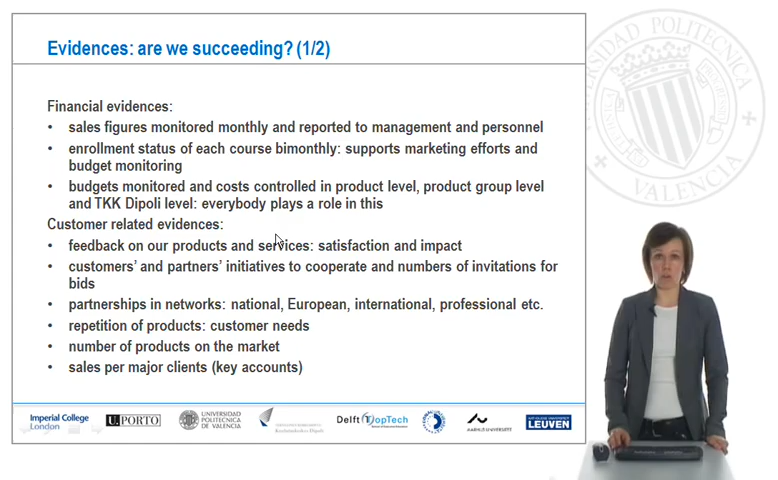 Evidences: are we succeeding? (1/2)
Financial evidences:
• sales figures monitored monthly and reported to management and personnel
• enrollment status of each course bimonthly: supports marketing efforts and
budget monitoring
• budgets monitored and costs controlled in product level, product group level
and TKK Dipoli level: everybody plays a role in this
Customer related evidences:
• feedback on our products and services: satisfaction and impact
• customers' and partners' initiatives to cooperate and numbers of invitations for
bids
• partnerships in networks: national, European, international, professional etc.
• repetition of products: customer needs
• number of products on the market
• sales per major clients (key accounts)
Imperial College
London
U.PORTO
UNIVERSIDAD
POLITECNICA
DE VALENCIA
Delft TopTech
AARHUS UNIVERSITET
LEUVEN
UNIVERSIDAD POLITECNICA
VALENCIA